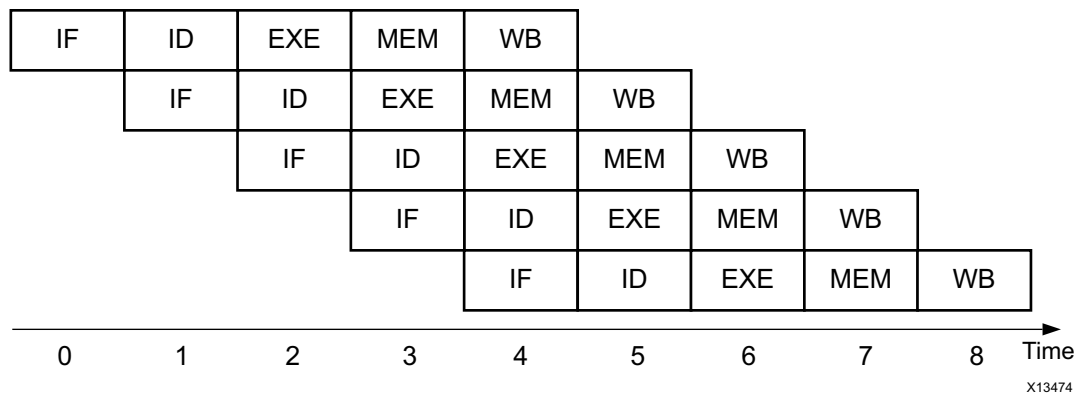 IF ID EXE MEM WB
IF ID EXE MEM WB
IF ID EXE MEM WB
IF ID EXE MEM WB
IF ID EXE MEM WB
0 1 2 3 4 5 6 7 8 Time
X13474